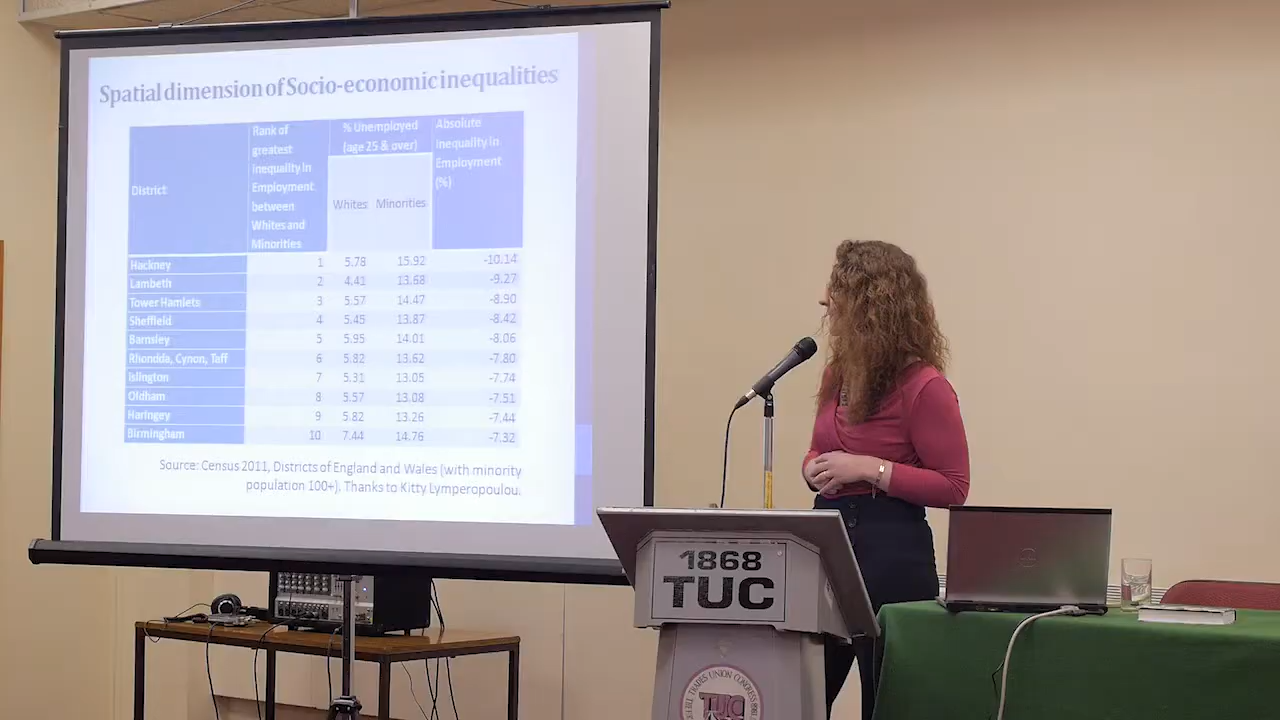 Spatial dimension of Socio-economic inequalities
District
Rank of
greatest
inequality in
Employment
between
Whites and
Minorities
% Unemployed
(age 25 & over)
Whites Minorities
Absolute
inequality in
Employment
(%)
Hackney 1 5.78 15.92 -10.14
Lambeth 2 4.41 13.68 -9.27
Tower Hamlets 3 5.57 14.47 -8.90
Sheffield 4 5.45 13.87 -8.42
Barnsley 5 5.95 14.01 -8.06
Rhondda, Cynon, Taff 6 5.82 13.62 -7.80
Islington 7 5.31 13.05 -7.74
Oldham 8 5.57 13.08 -7.51
Haringey 9 5.82 13.26 -7.44
Birmingham 10 7.44 14.76 -7.32
Source: Census 2011, Districts of England and Wales (with minority
population 100+). Thanks to Kitty Lymperopoulou.
1868
TUC
TRADES UNION CONGRESS
TUC